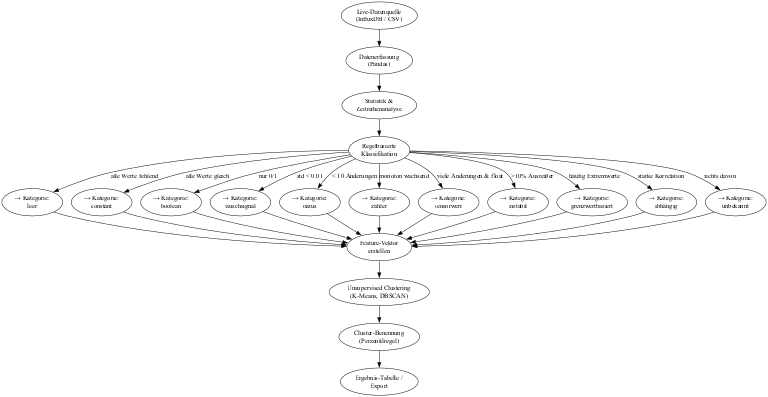 Live-Datenquelle
(InfluxDB / CSV)
Datenerfassung
(Pandas)
Statistik &
Zeitreihenanalyse
Regelbasierte
Klassifikation
alle Werte fehlend
alle Werte gleich
nur 0/1
std < 0.01
< 10 Änderungen
monoton wachsend
viele Änderungen & float
>10% Ausreißer
häufig Extremwerte
starke Korrelation
nichts davon
→ Kategorie:
leer
→ Kategorie:
constant
→ Kategorie:
boolean
→ Kategorie:
rauschsignal
→ Kategorie:
status
→ Kategorie:
zähler
→ Kategorie:
sensorwert
→ Kategorie:
instabil
→ Kategorie:
grenzwertbasiert
→ Kategorie:
abhängig
→ Kategorie:
unbekannt
Feature-Vektor
erstellen
Unsupervised Clustering
(K-Means, DBSCAN)
Cluster-Benennung
(Perzentilregel)
Ergebnis-Tabelle /
Export